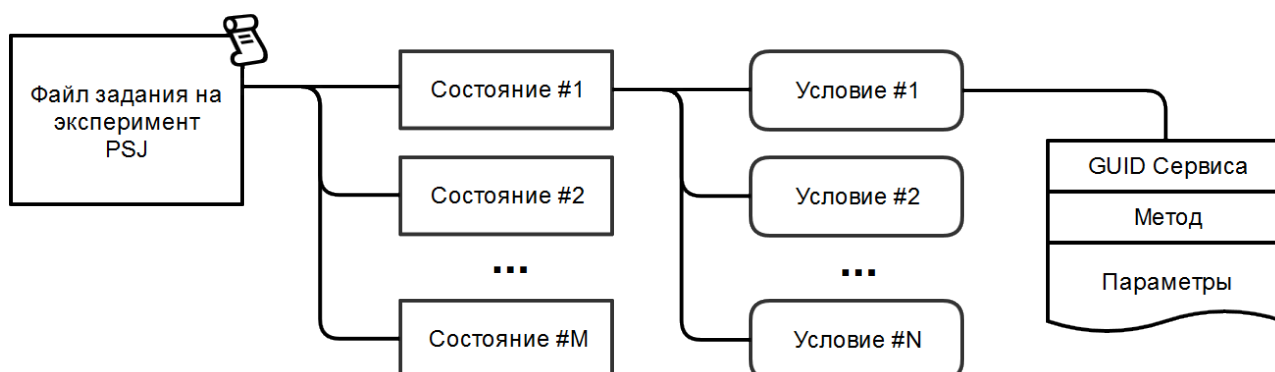 Файл задания на
эксперимент
PSJ
Состояние #1
Состояние #2
...
Состояние #M
Условие #1
Условие #2
...
Условие #N
GUID Сервиса
Метод
Параметры